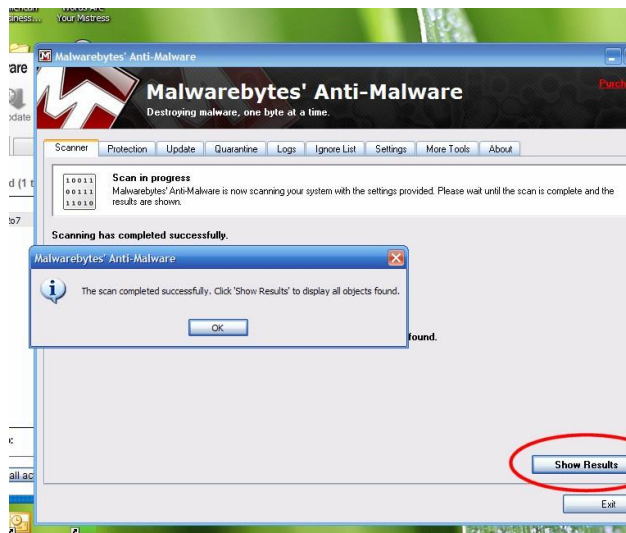 siness...
Your Mistress
are
date
Malwarebytes' Anti-Malware
Malwarebytes' Anti-Malware
Destroying malware, one byte at a time.
Purch
Scanner
Protection
Update
Quarantine
Logs
Ignore List
Settings
More Tools
About
d (1 t
10011
00111
11010
Scan in progress
Malwarebytes' Anti-Malware is now scanning your system with the settings provided. Please wait until the scan is complete and the
results are shown.
Scanning has completed successfully.
Malwarebytes' Anti-Malware
The scan completed successfully. Click 'Show Results' to display all objects found.
OK
found.
Show Results
all ac
Exit